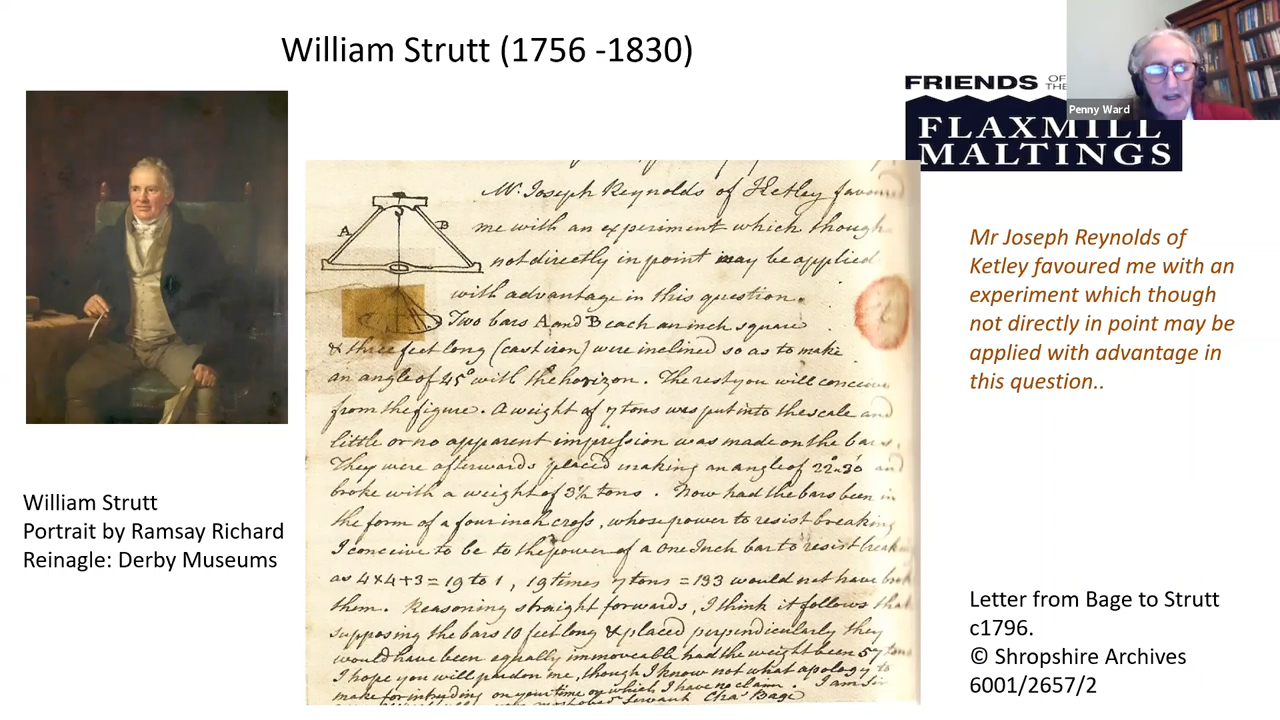 William Strutt (1756 -1830)
FRIENDS OF THE
FLAXMILL
MALTINGS
Penny Ward
Mr. Joseph Reynolds of Ketley favoured
me with an experiment which though
not directly in point may be applied
with advantage in this question.
Two bars A and B each an inch square
& three feet long (cast iron) were inclined so as to make
an angle of 45° with the horizon. The rest you will conceive
from the figure. A weight of 7 tons was put into the scale and
little or no apparent impression was made on the bars.
They were afterwards placed making an angle of 22°.30' and
broke with a weight of 3½ tons. Now had the bars been in
the form of a four inch cross, whose power to resist breaking
I conceive to be to the power of a one Inch bar to resist break
as 4×4+3 = 19 to 1, 19 times 7 tons = 133 would not have broke
them. Reasoning straight forwards, I think it follows that
supposing the bars 10 feet long & placed perpendicularly they
would have been equally immoveable had the weight been 57 tons
I hope you will pardon me, though I know not what apology to
make for intruding on your time on which I have no claim. I am Sir
servant Chas Bage
A
B
Mr Joseph Reynolds of
Ketley favoured me with an
experiment which though
not directly in point may be
applied with advantage in
this question..
William Strutt
Portrait by Ramsay Richard
Reinagle: Derby Museums
Letter from Bage to Strutt
c1796.
© Shropshire Archives
6001/2657/2